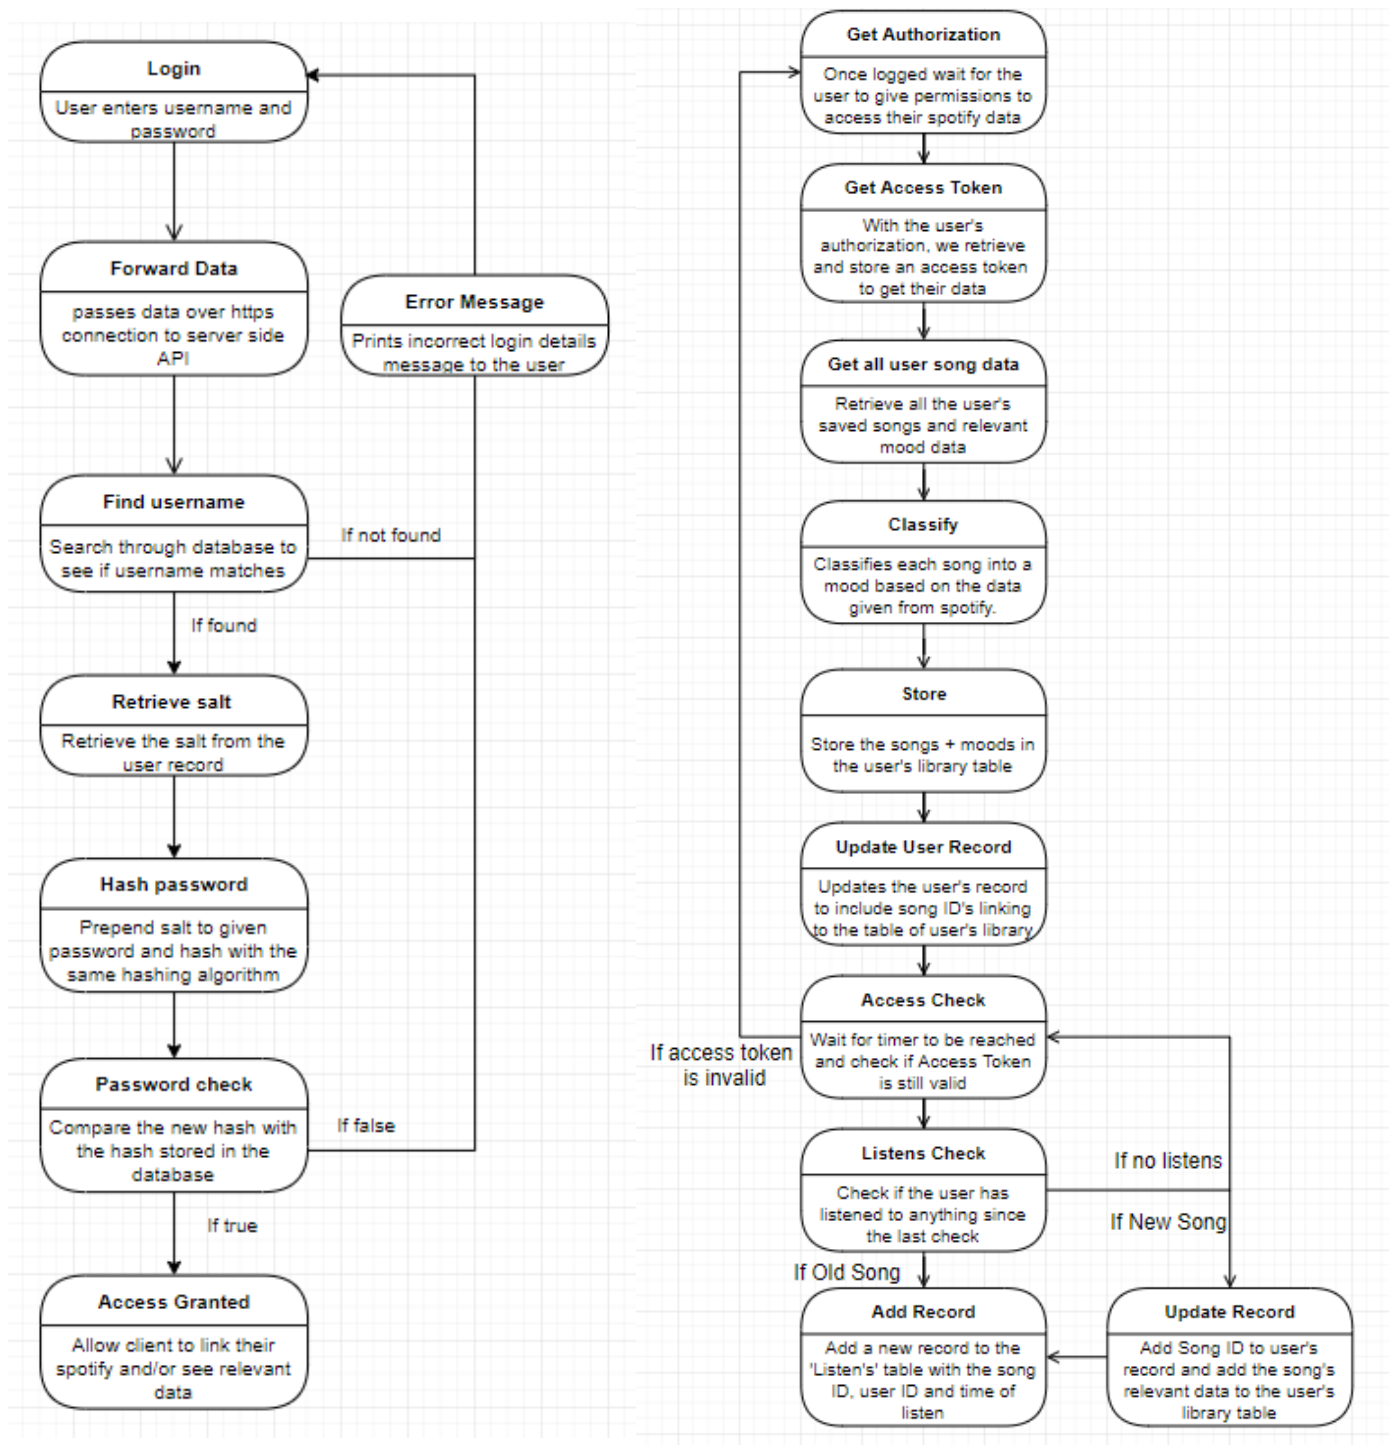 Login
User enters username and
password
Forward Data
passes data over https
connection to server side
API
Error Message
Prints incorrect login details
message to the user
Find username
Search through database to
see if username matches
If not found
If found
Retrieve salt
Retrieve the salt from the
user record
Hash password
Prepend salt to given
password and hash with the
same hashing algorithm
Password check
Compare the new hash with
the hash stored in the
database
If false
If true
Access Granted
Allow client to link their
spotify and/or see relevant
data
Get Authorization
Once logged wait for the
user to give permissions to
access their spotify data
Get Access Token
With the user's
authorization, we retrieve
and store an access token
to get their data
Get all user song data
Retrieve all the user's
saved songs and relevant
mood data
Classify
Classifies each song into a
mood based on the data
given from spotify.
Store
Store the songs + moods in
the user's library table
Update User Record
Updates the user's record
to include song ID's linking
to the table of user's library
Access Check
Wait for timer to be reached
and check if Access Token
is still valid
If access token
is invalid
Listens Check
Check if the user has
listened to anything since
the last check
If no listens
If New Song
If Old Song
Add Record
Add a new record to the
'Listen's' table with the song
ID, user ID and time of
listen
Update Record
Add Song ID to user's
record and add the song's
relevant data to the user's
library table